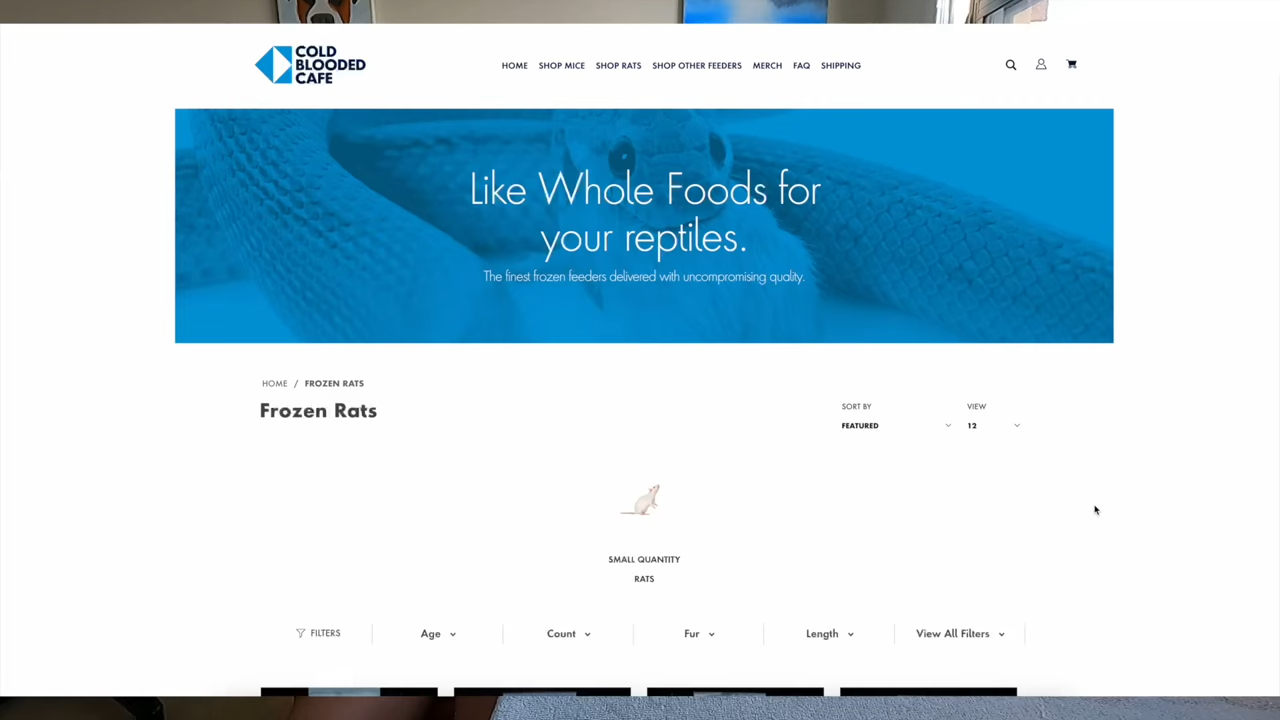 COLD
BLOODED
CAFE
HOME SHOP MICE SHOP RATS SHOP OTHER FEEDERS MERCH FAQ SHIPPING
Like Whole Foods for
your reptiles.
The finest frozen feeders delivered with uncompromising quality.
HOME / FROZEN RATS
Frozen Rats
SORT BY VIEW
FEATURED 12
SMALL QUANTITY
RATS
FILTERS Age Count Fur Length View All Filters